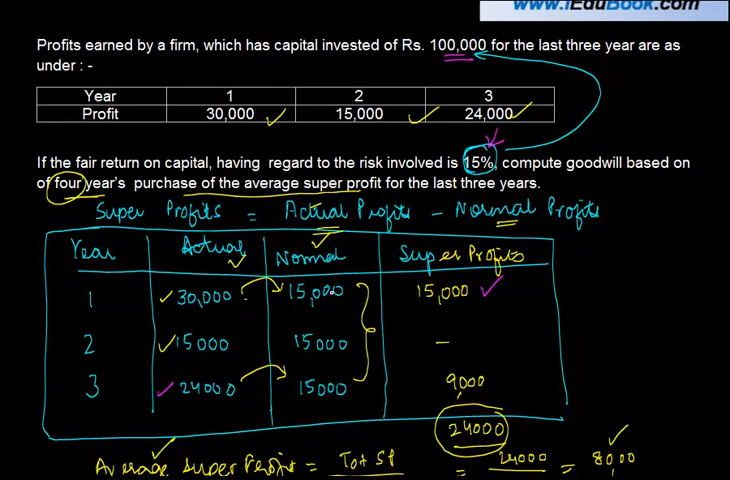 www.iEduBook.com
Profits earned by a firm, which has capital invested of Rs. 100,000 for the last three year are as
under : -
Year 1 2 3
Profit 30,000 15,000 24,000
If the fair return on capital, having regard to the risk involved is 15%, compute goodwill based on
of four year's purchase of the average super profit for the last three years.
Super Profits = Actual Profits - Normal Profits
Year Actual Normal Super Profits
1 30,000 15,000 15,000
2 15000 15000 -
3 24000 15000 9000
24000
Average Super Profit = Tot SP = 24000 = 8000